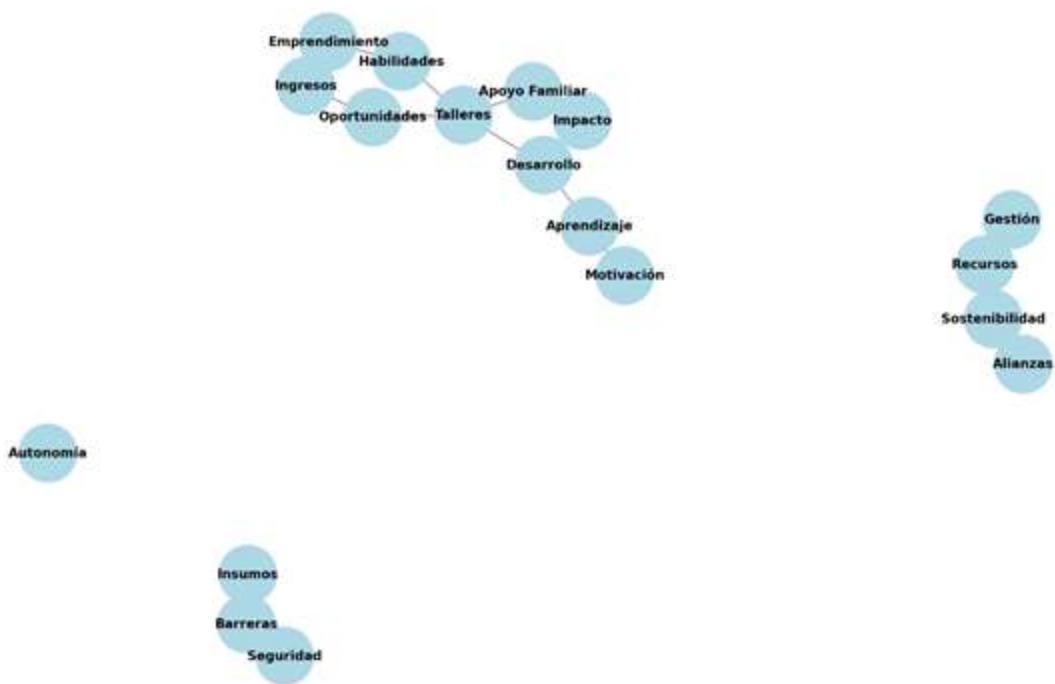 Emprendimiento
Habilidades
Ingresos
Apoyo Familiar
Oportunidades
Talleres
Impacto
Desarrollo
Aprendizaje
Motivación
Gestión
Recursos
Sostenibilidad
Alianzas
Autonomía
Insumos
Barreras
Seguridad